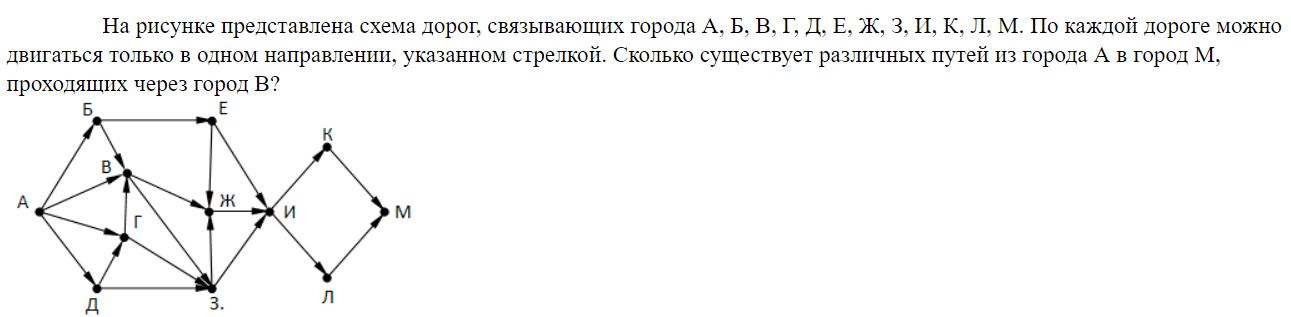 На рисунке представлена схема дорог, связывающих города А, Б, В, Г, Д, Е, Ж, З, И, К, Л, М. По каждой дороге можно
двигаться только в одном направлении, указанном стрелкой. Сколько существует различных путей из города А в город М,
проходящих через город В?
Б
Е
К
В
А
Ж
И
М
Г
Д
З.
Л